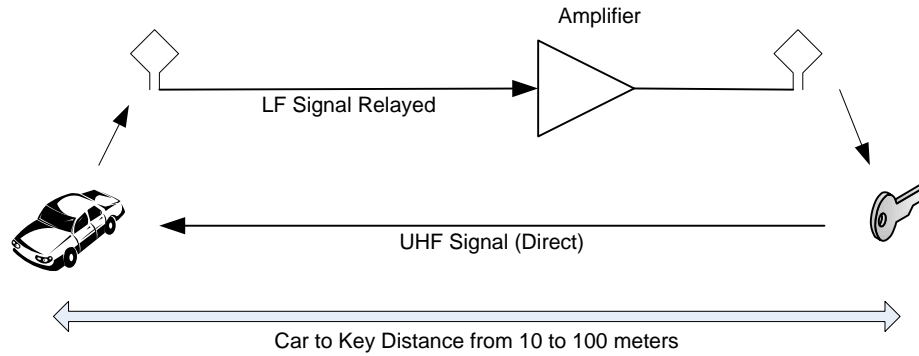 Amplifier
LF Signal Relayed
UHF Signal (Direct)
Car to Key Distance from 10 to 100 meters